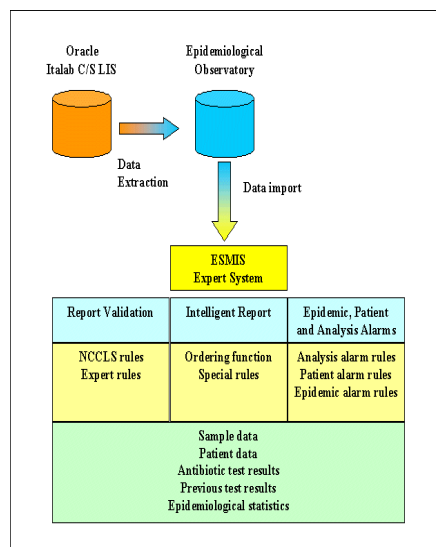 Oracle
Italab C/S LIS
Epidemiological
Observatory
Data
Extraction
Data import
ESMIS
Expert System
Report Validation
Intelligent Report
Epidemic, Patient
and Analysis Alarms
NCCLS rules
Expert rules
Ordering function
Special rules
Analysis alarm rules
Patient alarm rules
Epidemic alarm rules
Sample data
Patient data
Antibiotic test results
Previous test results
Epidemiological statistics